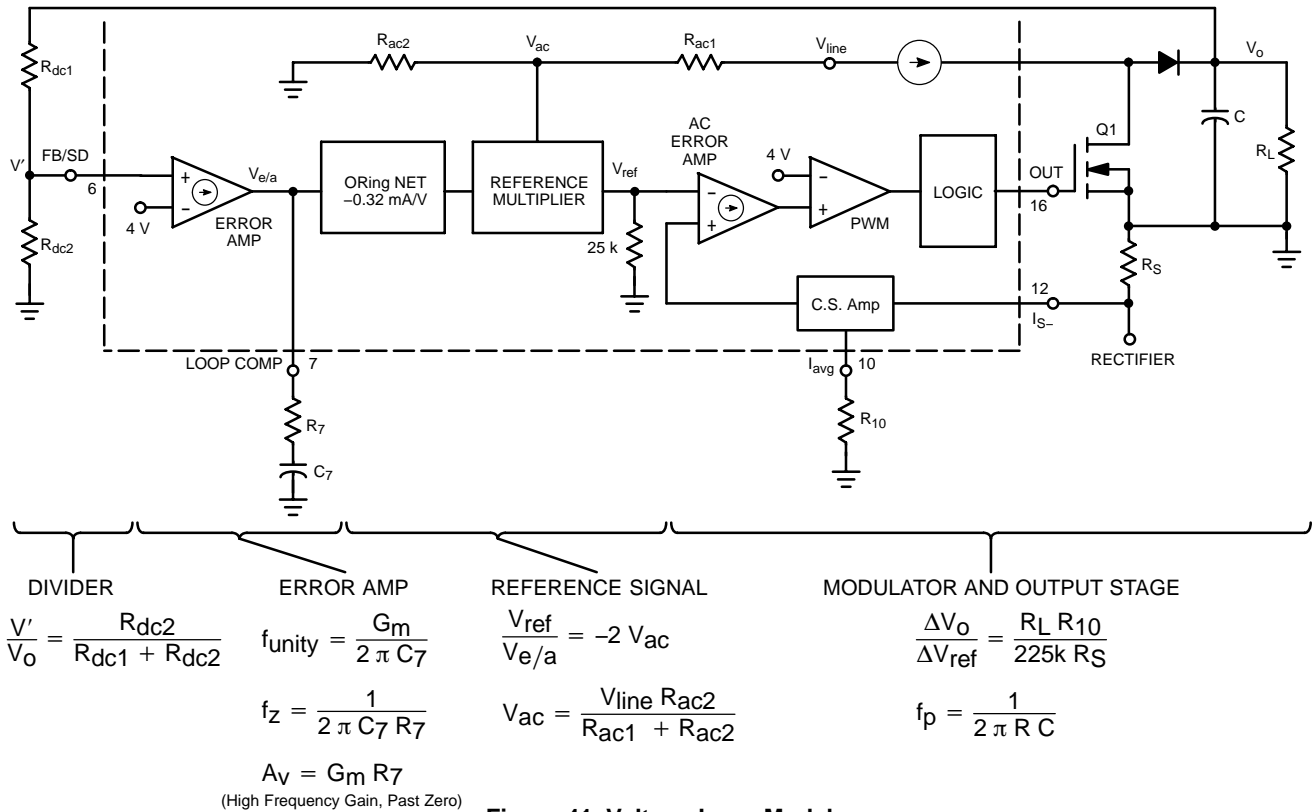 Rac2
Vac
Rac1
Vline
Vo
Rdc1
AC
ERROR
AMP
Q1
C
RL
V′
FB/SD
6
Ve/a
+
−
4 V
ERROR
AMP
ORing NET
–0.32 mA/V
REFERENCE
MULTIPLIER
Vref
−
+
4 V
−
+
PWM
LOGIC
OUT
16
Rdc2
25 k
RS
C.S. Amp
12
IS−
LOOP COMP
7
Iavg
10
RECTIFIER
R7
R10
C7
DIVIDER
V′/Vo = Rdc2/(Rdc1 + Rdc2)
ERROR AMP
funity = Gm/(2 π C7)
fz = 1/(2 π C7 R7)
Av = Gm R7
(High Frequency Gain, Past Zero)
REFERENCE SIGNAL
Vref/Ve/a = –2 Vac
Vac = Vline Rac2/(Rac1 + Rac2)
MODULATOR AND OUTPUT STAGE
ΔVo/ΔVref = RL R10/(225k RS)
fp = 1/(2 π R C)